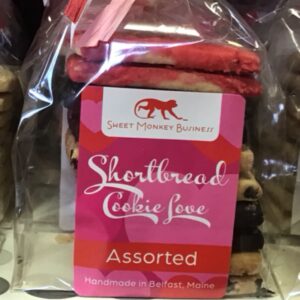 Sweet Monkey Business
Shortbread
Cookie Love
Assorted
Handmade in Belfast, Maine